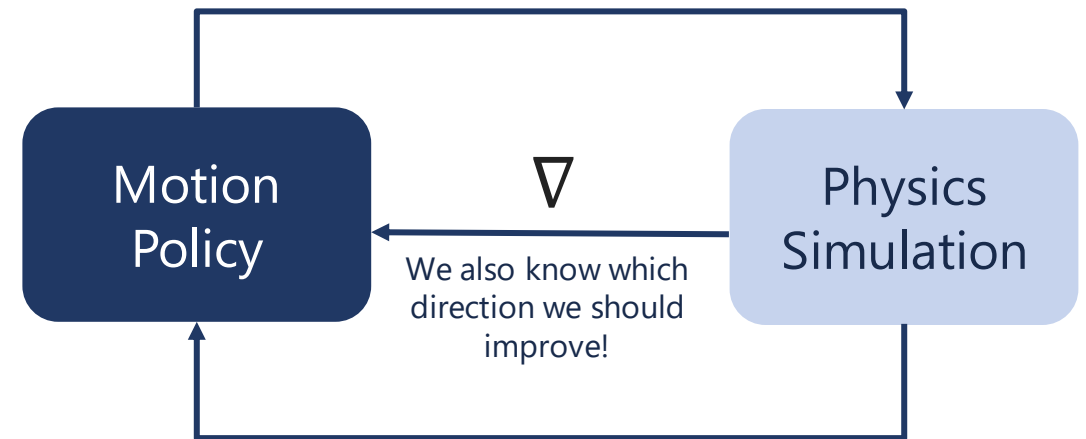 Motion
Policy
∇
We also know which
direction we should
improve!
Physics
Simulation